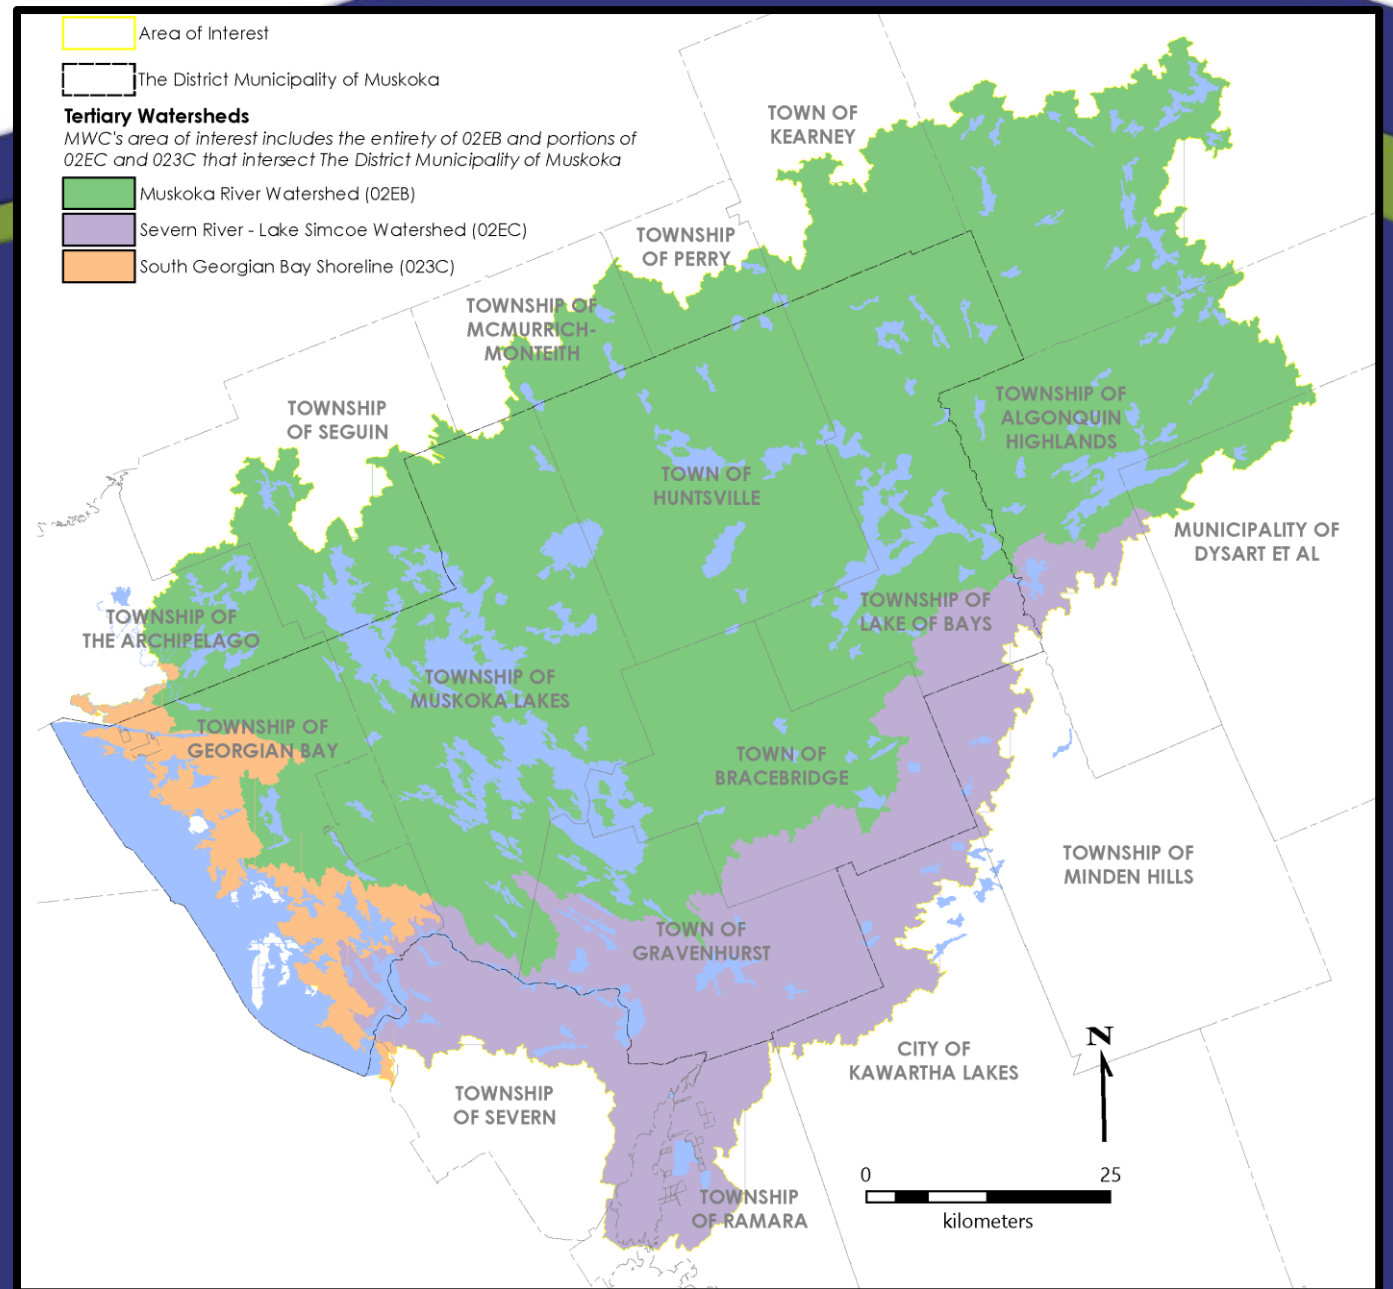 Area of Interest
The District Municipality of Muskoka
Tertiary Watersheds
MWC's area of interest includes the entirety of 02EB and portions of
02EC and 023C that intersect The District Municipality of Muskoka
Muskoka River Watershed (02EB)
Severn River - Lake Simcoe Watershed (02EC)
South Georgian Bay Shoreline (023C)
TOWN OF
KEARNEY
TOWNSHIP
OF PERRY
TOWNSHIP OF
MCMURRICH-
MONTEITH
TOWNSHIP
OF SEGUIN
TOWNSHIP OF
ALGONQUIN
HIGHLANDS
TOWN OF
HUNTSVILLE
MUNICIPALITY OF
DYSART ET AL
TOWNSHIP OF
THE ARCHIPELAGO
TOWNSHIP OF
LAKE OF BAYS
TOWNSHIP OF
MUSKOKA LAKES
TOWNSHIP OF
GEORGIAN BAY
TOWN OF
BRACEBRIDGE
TOWNSHIP OF
MINDEN HILLS
TOWN OF
GRAVENHURST
CITY OF
KAWARTHA LAKES
N
TOWNSHIP
OF SEVERN
TOWNSHIP
OF RAMARA
0 25
kilometers